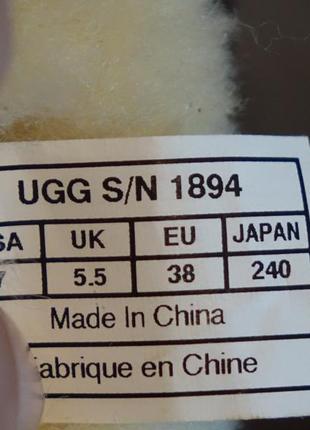 UGG S/N 1894
SA UK EU JAPAN
7 5.5 38 240
Made In China
abrique en Chine